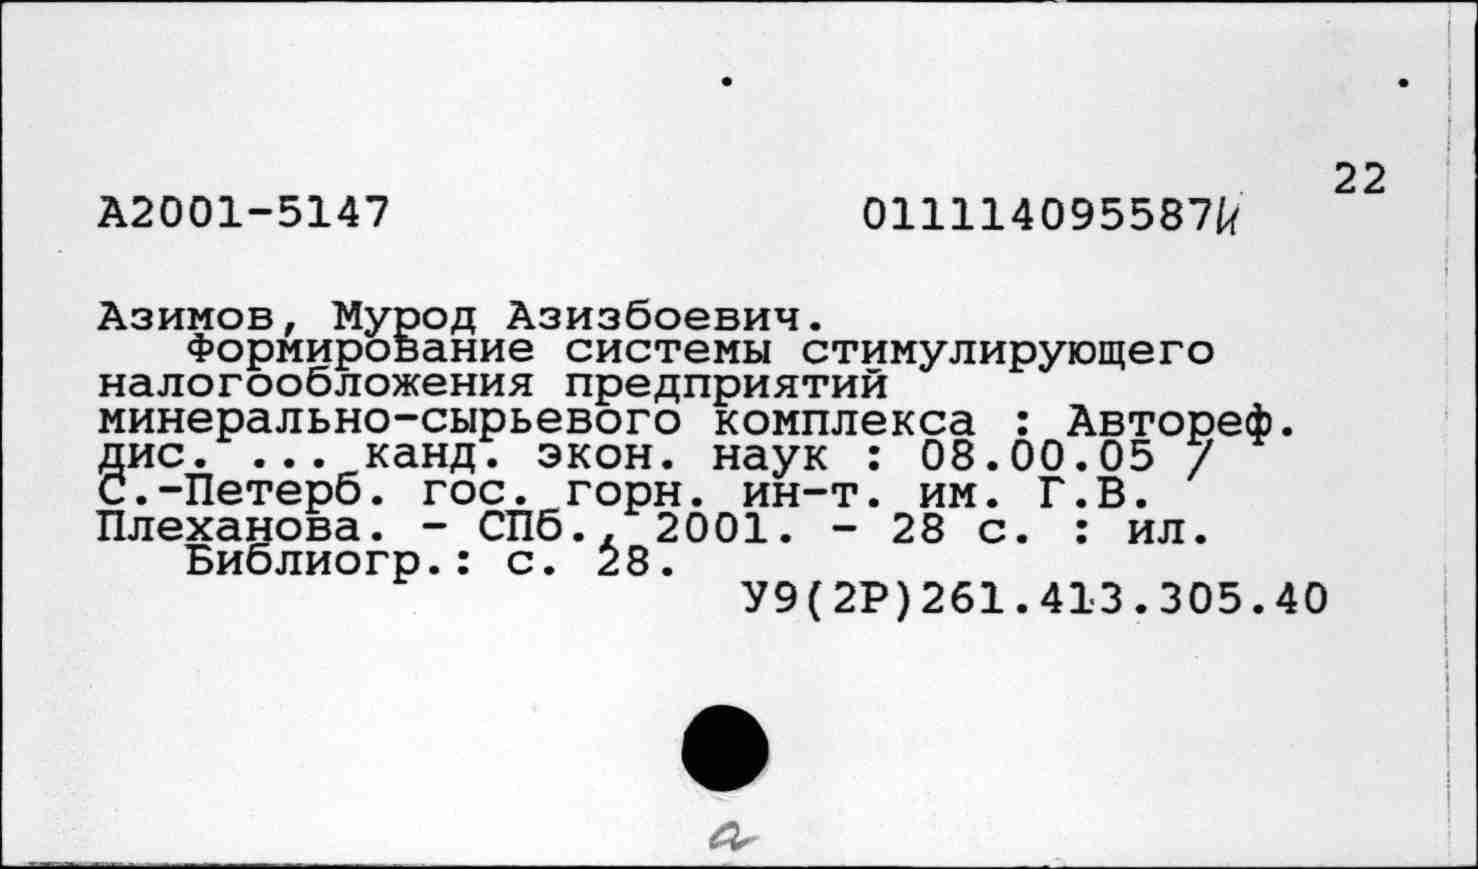 22
А2001-5147 011114095587И
Азимов, Мурод Азизбоевич.
Формирование системы стимулирующего
налогообложения предприятий
минерально-сырьевого комплекса : Автореф.
дис. ... канд. экон. наук : 08.00.05 /
С.-Петерб. гос. горн. ин-т. им. Г.В.
Плеханова. - СПб., 2001. - 28 с. : ил.
Библиогр.: с. 28.
У9(2Р)261.413.305.40
а